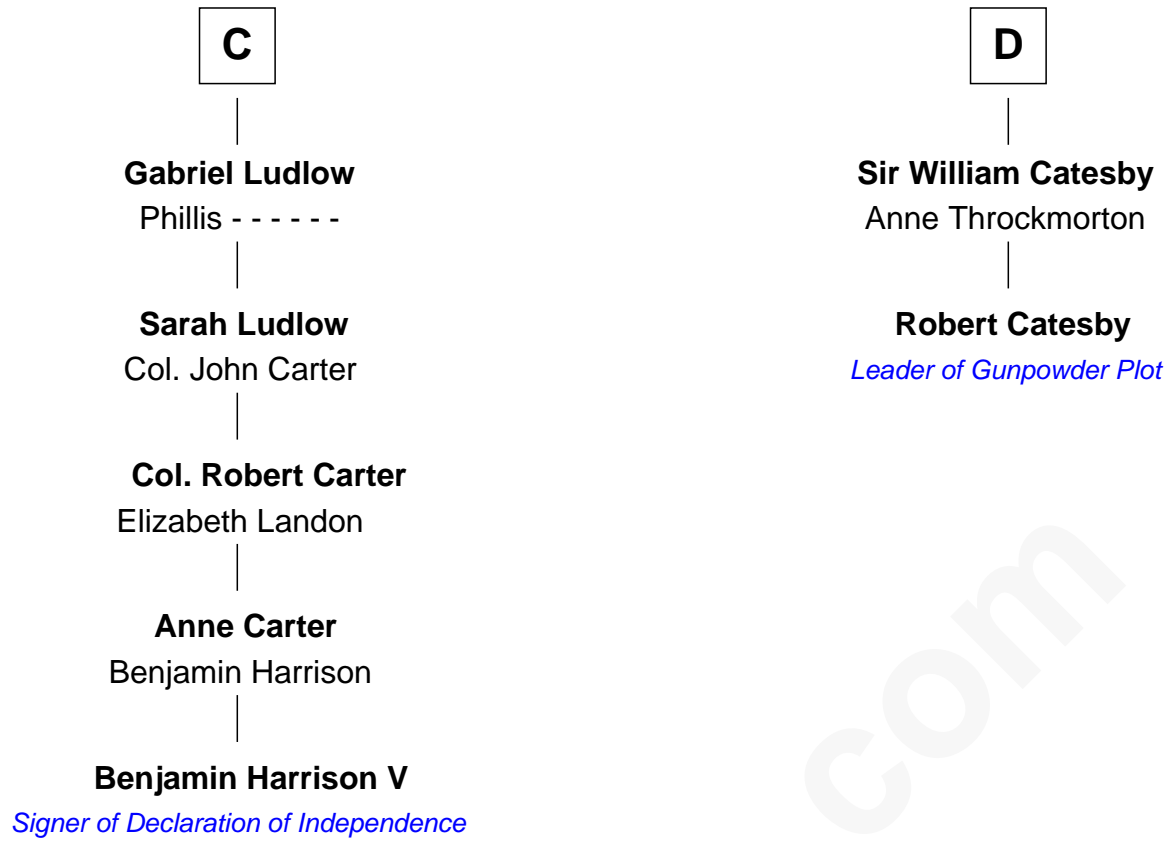 C
Gabriel Ludlow
Phillis - - - - - -
Sarah Ludlow
Col. John Carter
Col. Robert Carter
Elizabeth Landon
Anne Carter
Benjamin Harrison
Benjamin Harrison V
Signer of Declaration of Independence
D
Sir William Catesby
Anne Throckmorton
Robert Catesby
Leader of Gunpowder Plot
com